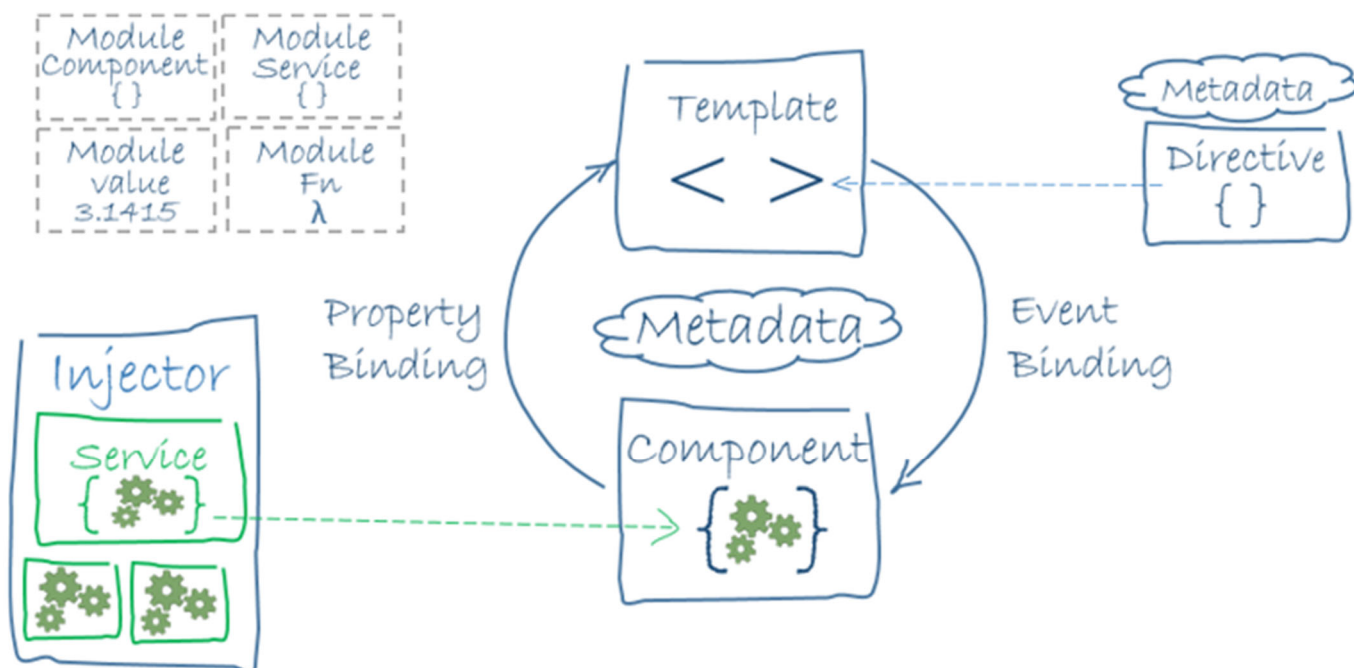 Module
Component
{ }
Module
Service
{ }
Module
value
3.1415
Module
Fn
λ
Template
< >
Metadata
Directive
{ }
Property
Binding
Metadata
Event
Binding
Injector
Service
{ }
Component
{ }